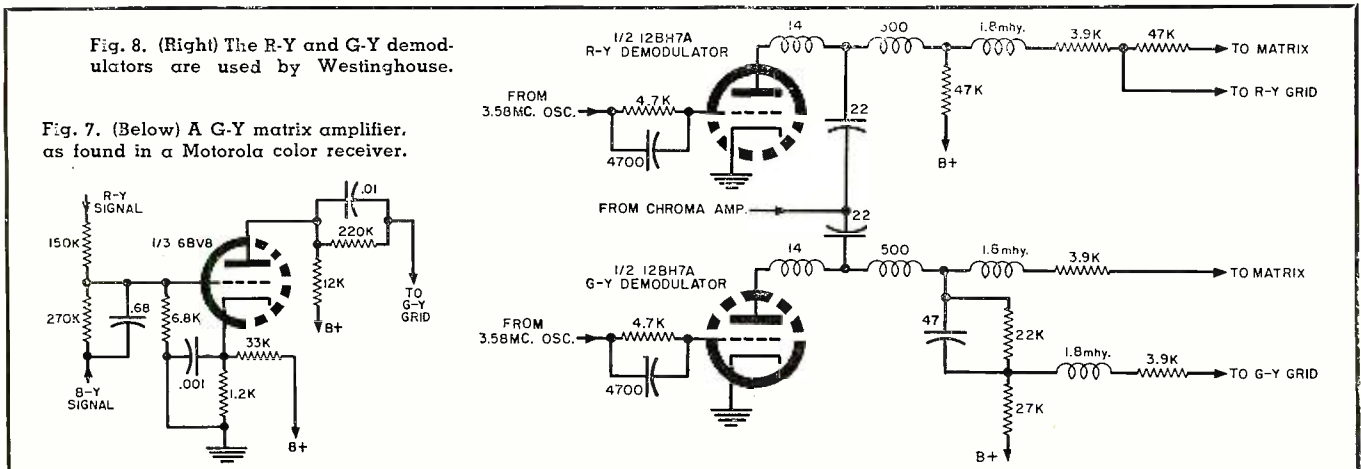 Fig. 8. (Right) The R-Y and G-Y demod-
ulators are used by Westinghouse.
Fig. 7. (Below) A G-Y matrix amplifier,
as found in a Motorola color receiver.
R-Y
SIGNAL
150K
270K
.68
B-Y
SIGNAL
1/3 6BV8
6.8K
.001
33K
1.2K
B+
.01
220K
12K
B+
TO
G-Y
GRID
1/2 12BH7A
R-Y DEMODULATOR
FROM
3.58MC. OSC.
4.7K
4700
14
500
1.8mhy.
3.9K
47K
TO MATRIX
TO R-Y GRID
47K
B+
22
FROM CHROMA AMP.
22
1/2 12BH7A
G-Y DEMODULATOR
FROM
3.58MC. OSC.
4.7K
4700
14
500
1.8mhy.
3.9K
TO MATRIX
47
22K
1.8mhy.
3.9K
TO G-Y GRID
27K
B+